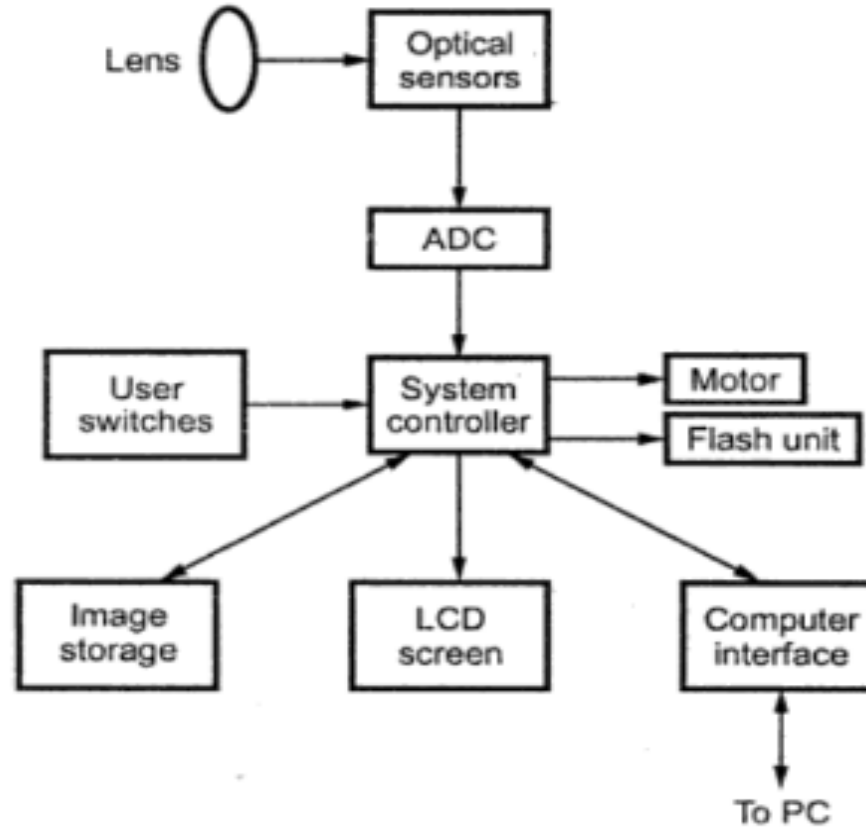 Lens
Optical
sensors
ADC
User
switches
System
controller
Motor
Flash unit
Image
storage
LCD
screen
Computer
interface
To PC